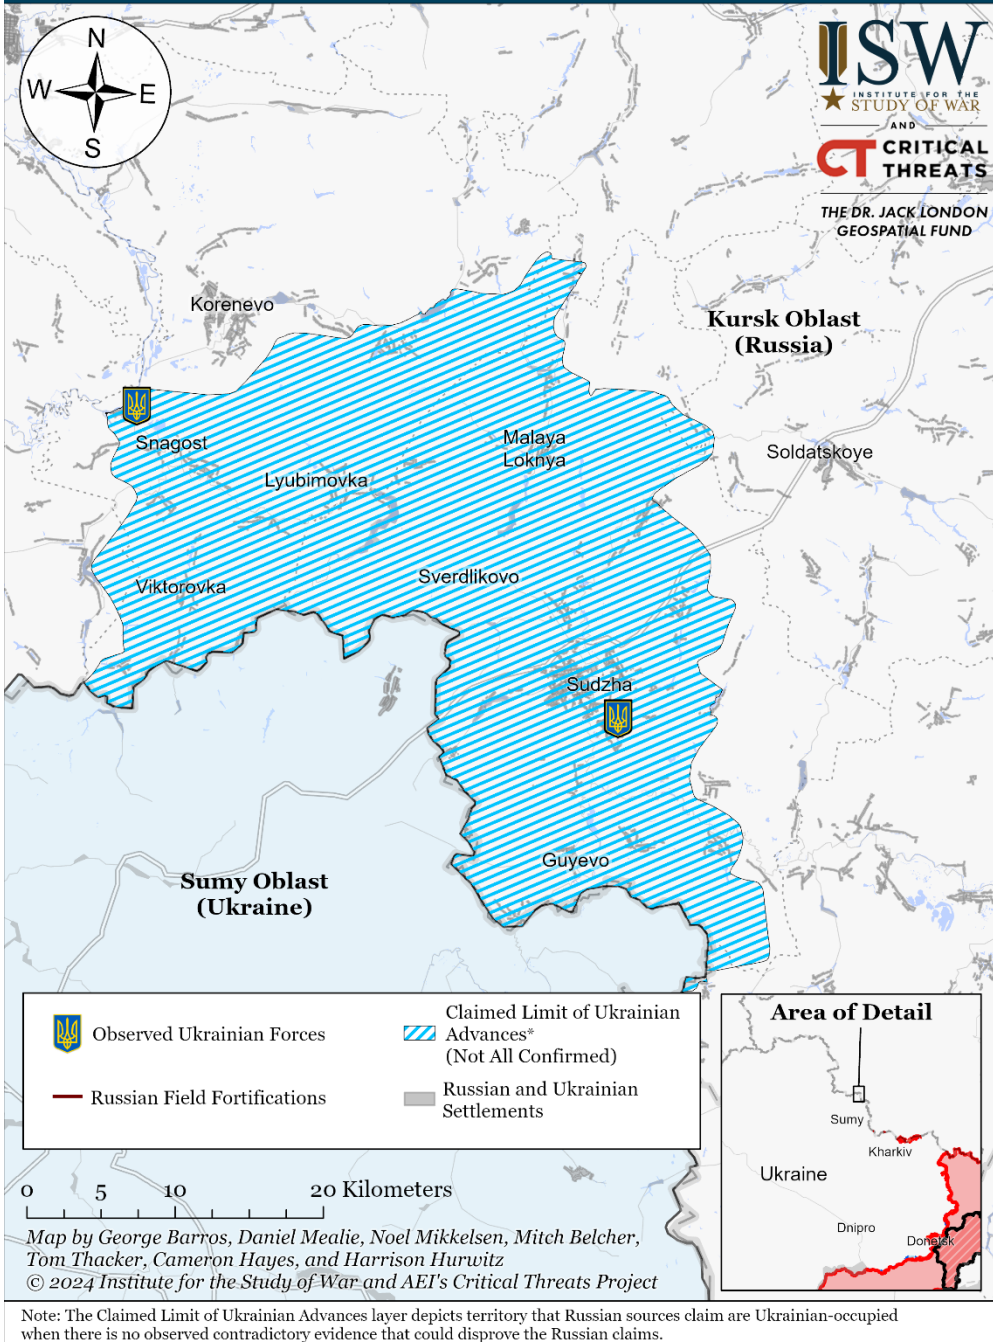 N
W
E
S
ISW
INSTITUTE FOR THE
STUDY OF WAR
AND
CT CRITICAL
THREATS
THE DR. JACK LONDON
GEOSPATIAL FUND
Korenevo
Kursk Oblast
(Russia)
Snagost
Malaya
Loknya
Soldatskoye
Lyubimovka
Viktorovka
Sverdlikovo
Sudzha
Guyevo
Sumy Oblast
(Ukraine)
Observed Ukrainian Forces
Claimed Limit of Ukrainian
Advances*
(Not All Confirmed)
Russian Field Fortifications
Russian and Ukrainian
Settlements
Area of Detail
Sumy
Kharkiv
Ukraine
Dnipro
Donetsk
0 5 10 20 Kilometers
Map by George Barros, Daniel Mealie, Noel Mikkelsen, Mitch Belcher,
Tom Thacker, Cameron Hayes, and Harrison Hurwitz
© 2024 Institute for the Study of War and AEI's Critical Threats Project
Note: The Claimed Limit of Ukrainian Advances layer depicts territory that Russian sources claim are Ukrainian-occupied
when there is no observed contradictory evidence that could disprove the Russian claims.